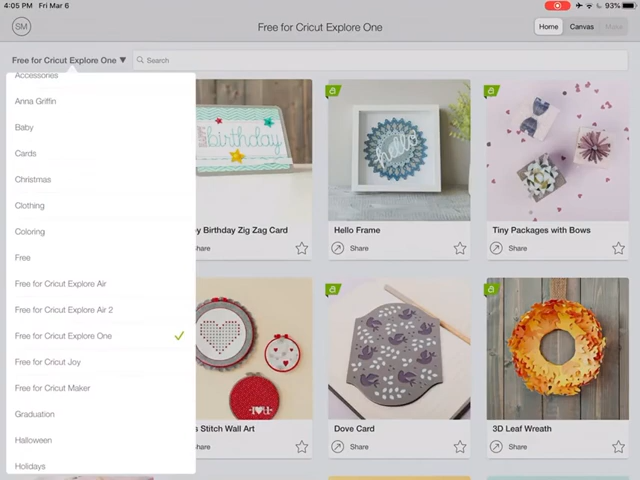 4:05 PM Fri Mar 6
93%
SM
Free for Cricut Explore One
Home
Canvas
Make
Free for Cricut Explore One ▼
Search
Accessories
Anna Griffin
Baby
Cards
Christmas
Clothing
Coloring
Free
Free for Cricut Explore Air
Free for Cricut Explore Air 2
Free for Cricut Explore One
Free for Cricut Joy
Free for Cricut Maker
Graduation
Halloween
Holidays
birthday
y Birthday Zig Zag Card
Share
hello
Hello Frame
Share
Tiny Packages with Bows
Share
I U
s Stitch Wall Art
Share
Dove Card
Share
3D Leaf Wreath
Share